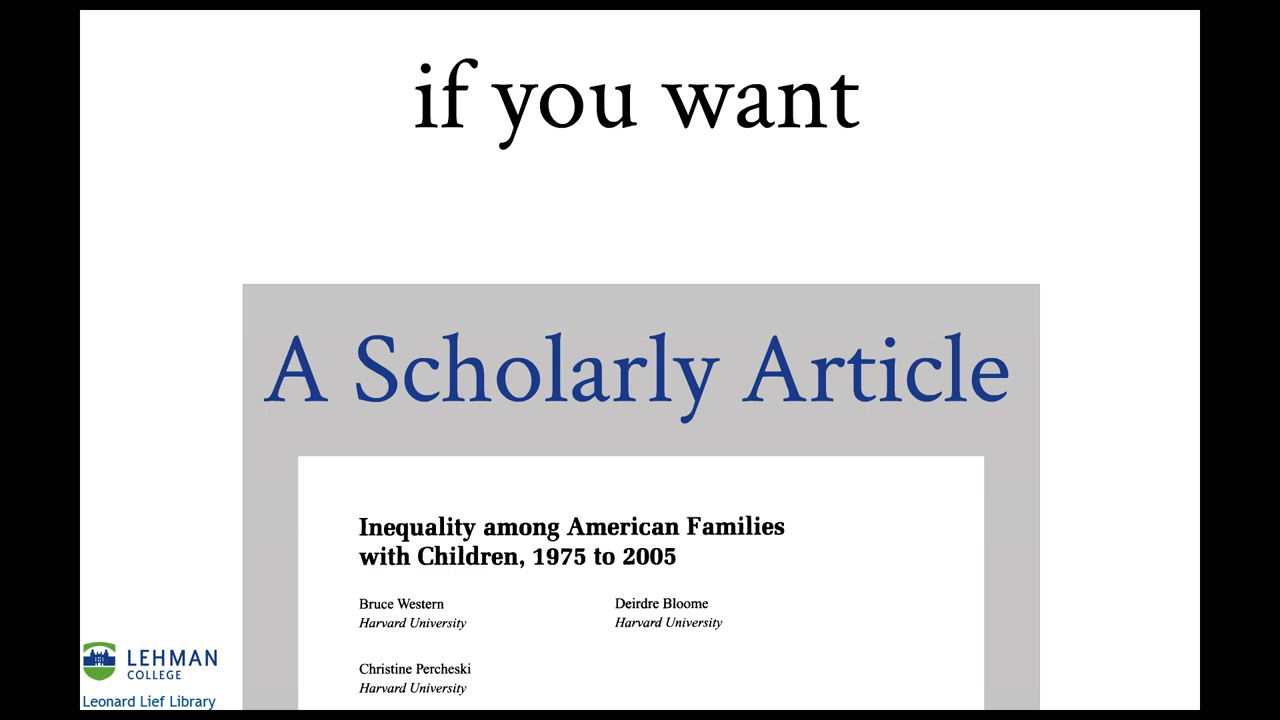 if you want
A Scholarly Article
Inequality among American Families
with Children, 1975 to 2005
Bruce Western
Harvard University
Deirdre Bloome
Harvard University
Christine Percheski
Harvard University
LEHMAN
COLLEGE
Leonard Lief Library